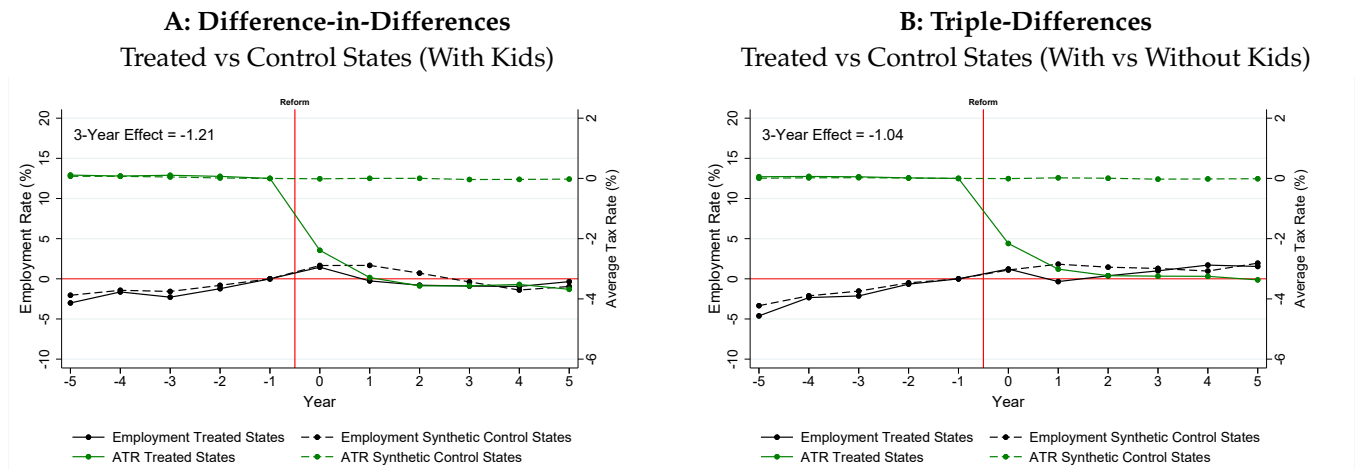 A: Difference-in-Differences
Treated vs Control States (With Kids)
Reform
3-Year Effect = -1.21
Employment Rate (%)
20
15
10
5
0
-5
-10
Average Tax Rate (%)
2
0
-2
-4
-6
-5 -4 -3 -2 -1 0 1 2 3 4 5
Year
Employment Treated States
Employment Synthetic Control States
ATR Treated States
ATR Synthetic Control States
B: Triple-Differences
Treated vs Control States (With vs Without Kids)
Reform
3-Year Effect = -1.04
Employment Rate (%)
20
15
10
5
0
-5
-10
Average Tax Rate (%)
2
0
-2
-4
-6
-5 -4 -3 -2 -1 0 1 2 3 4 5
Year
Employment Treated States
Employment Synthetic Control States
ATR Treated States
ATR Synthetic Control States